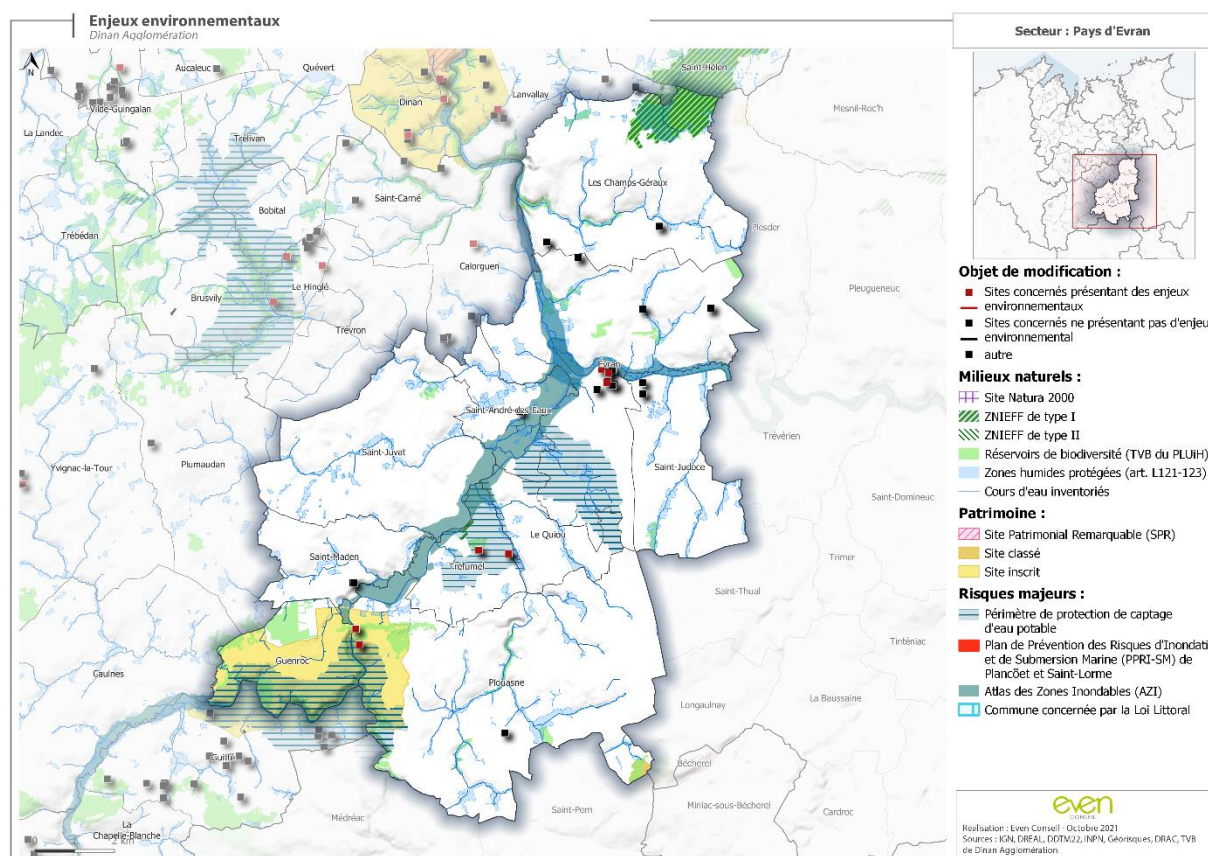 Enjeux environnementaux
Dinan Agglomération
Secteur : Pays d'Evran
N
Aucaleuc
Quévert
Vilde-Guingalan
Dinan
Lanvallay
Saint-Hélen
Mesnil-Roc'h
La Landec
Trélivan
Les Champs-Géraux
Bobital
Saint-Carné
Trébédan
Plesder
Calorguen
Le Hinglé
Pleugueneuc
Brusvily
Trévron
Évran
Saint-André-des-Eaux
Trévérien
Saint-Juvat
Yvignac-la-Tour
Plumaudan
Saint-Judoce
Saint-Domineuc
Le Quiou
Saint-Maden
Tréfumel
Trimer
Saint-Thual
Tinténiac
Guenroc
Caulnes
Plouasne
La Baussaine
Longaulnay
Guitté
Bécherel
Médréac
Saint-Pern
Miniac-sous-Bécherel
Cardroc
La
Chapelle-Blanche
0
2 km
Objet de modification :
Sites concernés présentant des enjeux
environnementaux
Sites concernés ne présentant pas d'enjeu
environnemental
autre
Milieux naturels :
Site Natura 2000
ZNIEFF de type I
ZNIEFF de type II
Réservoirs de biodiversité (TVB du PLUiH)
Zones humides protégées (art. L121-123)
Cours d'eau inventoriés
Patrimoine :
Site Patrimonial Remarquable (SPR)
Site classé
Site inscrit
Risques majeurs :
Périmètre de protection de captage
d'eau potable
Plan de Prévention des Risques d'Inondati
et de Submersion Marine (PPRI-SM) de
Plancöet et Saint-Lorme
Atlas des Zones Inondables (AZI)
Commune concernée par la Loi Littoral
even
CONSEIL
Réalisation : Even Conseil - Octobre 2021
Sources : IGN, DREAL, DDTM22, INPN, Géorisques, DRAC, TVB
de Dinan Agglomération